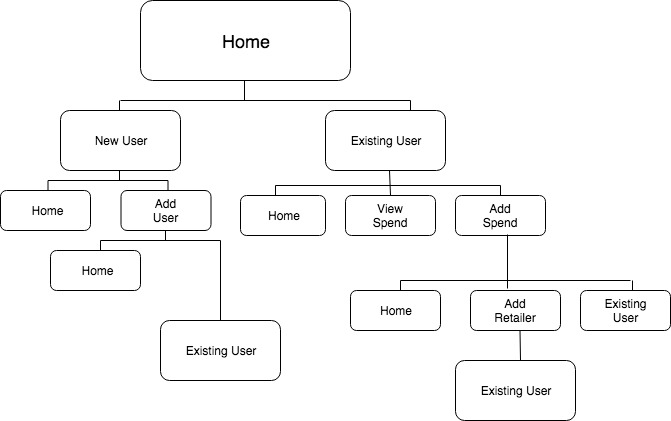 Home
New User
Existing User
Home
Add
User
Home
View
Spend
Add
Spend
Home
Existing User
Home
Add
Retailer
Existing
User
Existing User